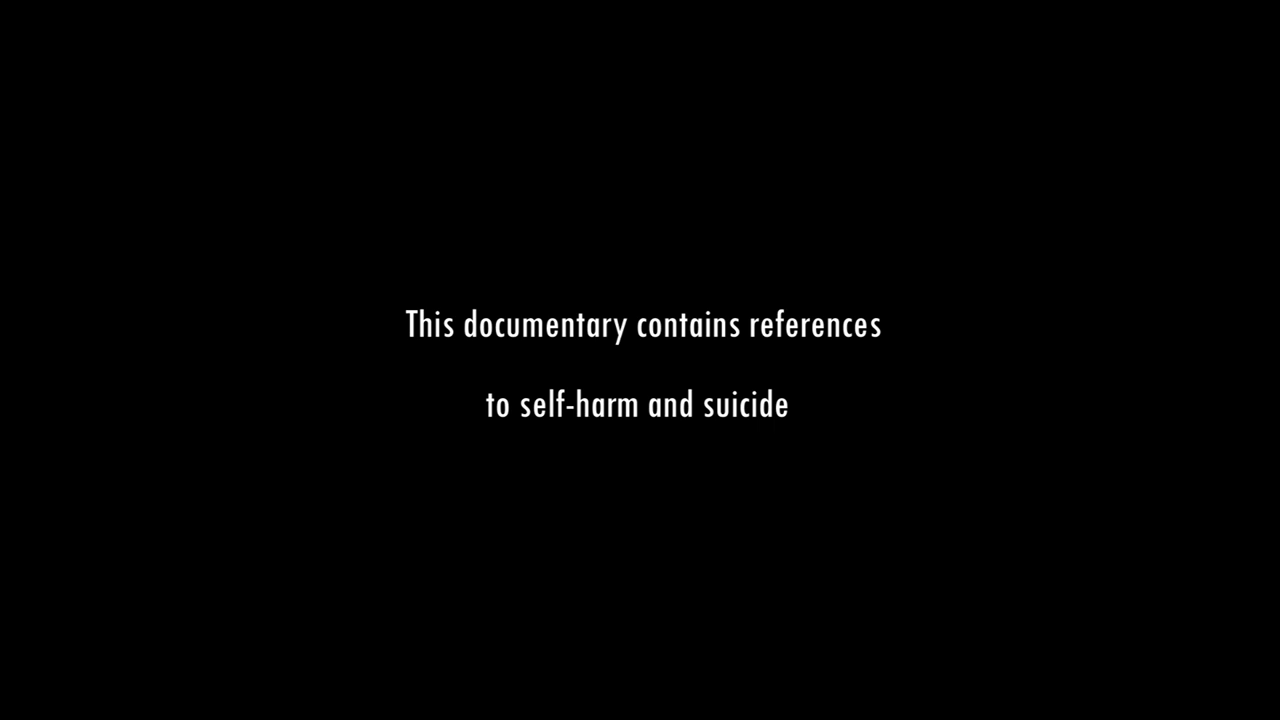 This documentary contains references
to self-harm and suicide